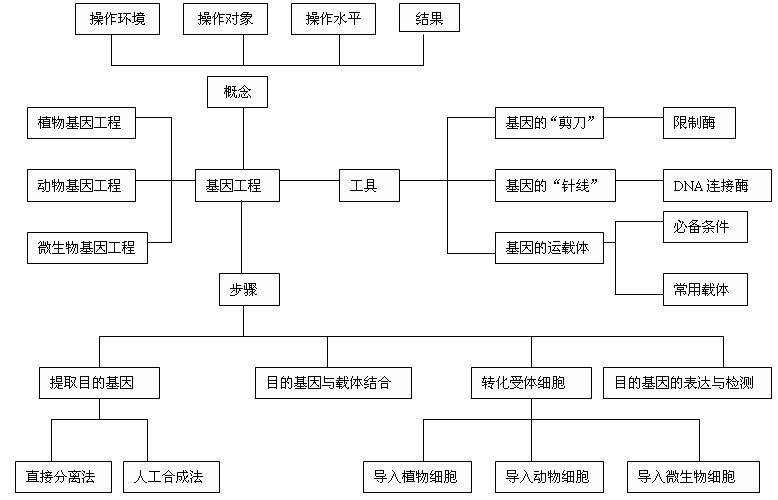 操作环境
操作对象
操作水平
结果
概念
植物基因工程
基因的“剪刀”
限制酶
动物基因工程
基因工程
工具
基因的“针线”
DNA 连接酶
微生物基因工程
基因的运载体
必备条件
常用载体
步骤
提取目的基因
目的基因与载体结合
转化受体细胞
目的基因的表达与检测
直接分离法
人工合成法
导入植物细胞
导入动物细胞
导入微生物细胞